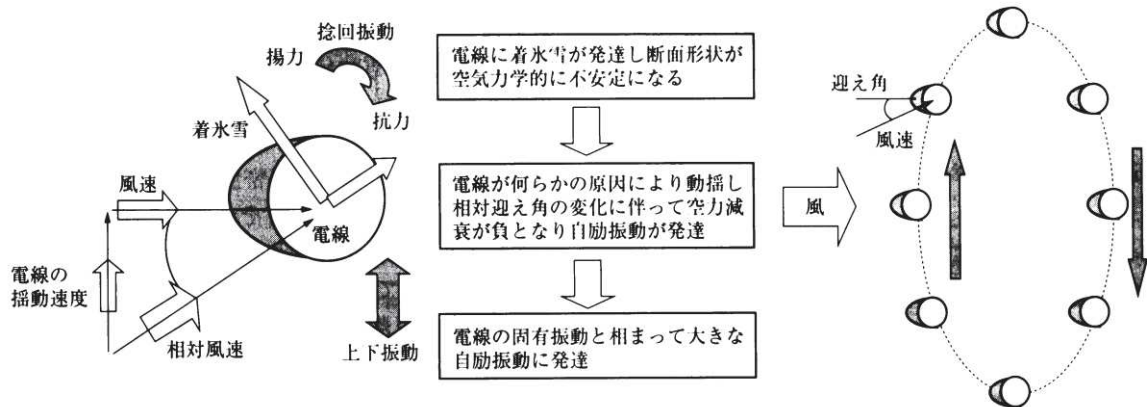 捻回振動
揚力
抗力
着氷雪
風速
電線
電線の
揺動速度
相対風速
上下振動
電線に着氷雪が発達し断面形状が
空気力学的に不安定になる
電線が何らかの原因により動揺し
相対迎え角の変化に伴って空力減
衰が負となり自励振動が発達
電線の固有振動と相まって大きな
自励振動に発達
風
迎え角
風速